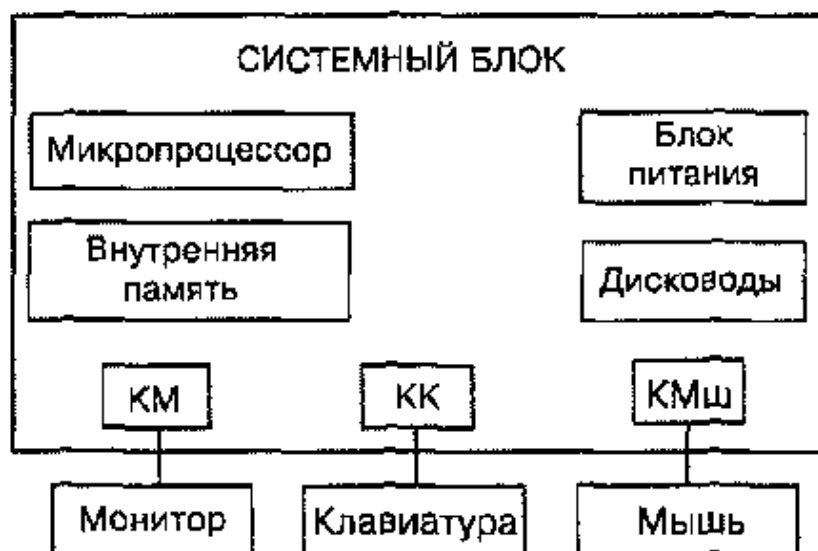 СИСТЕМНЫЙ БЛОК
Микропроцессор
Блок
питания
Внутренняя
память
Дисководы
КМ
КК
КМш
Монитор
Клавиатура
Мышь